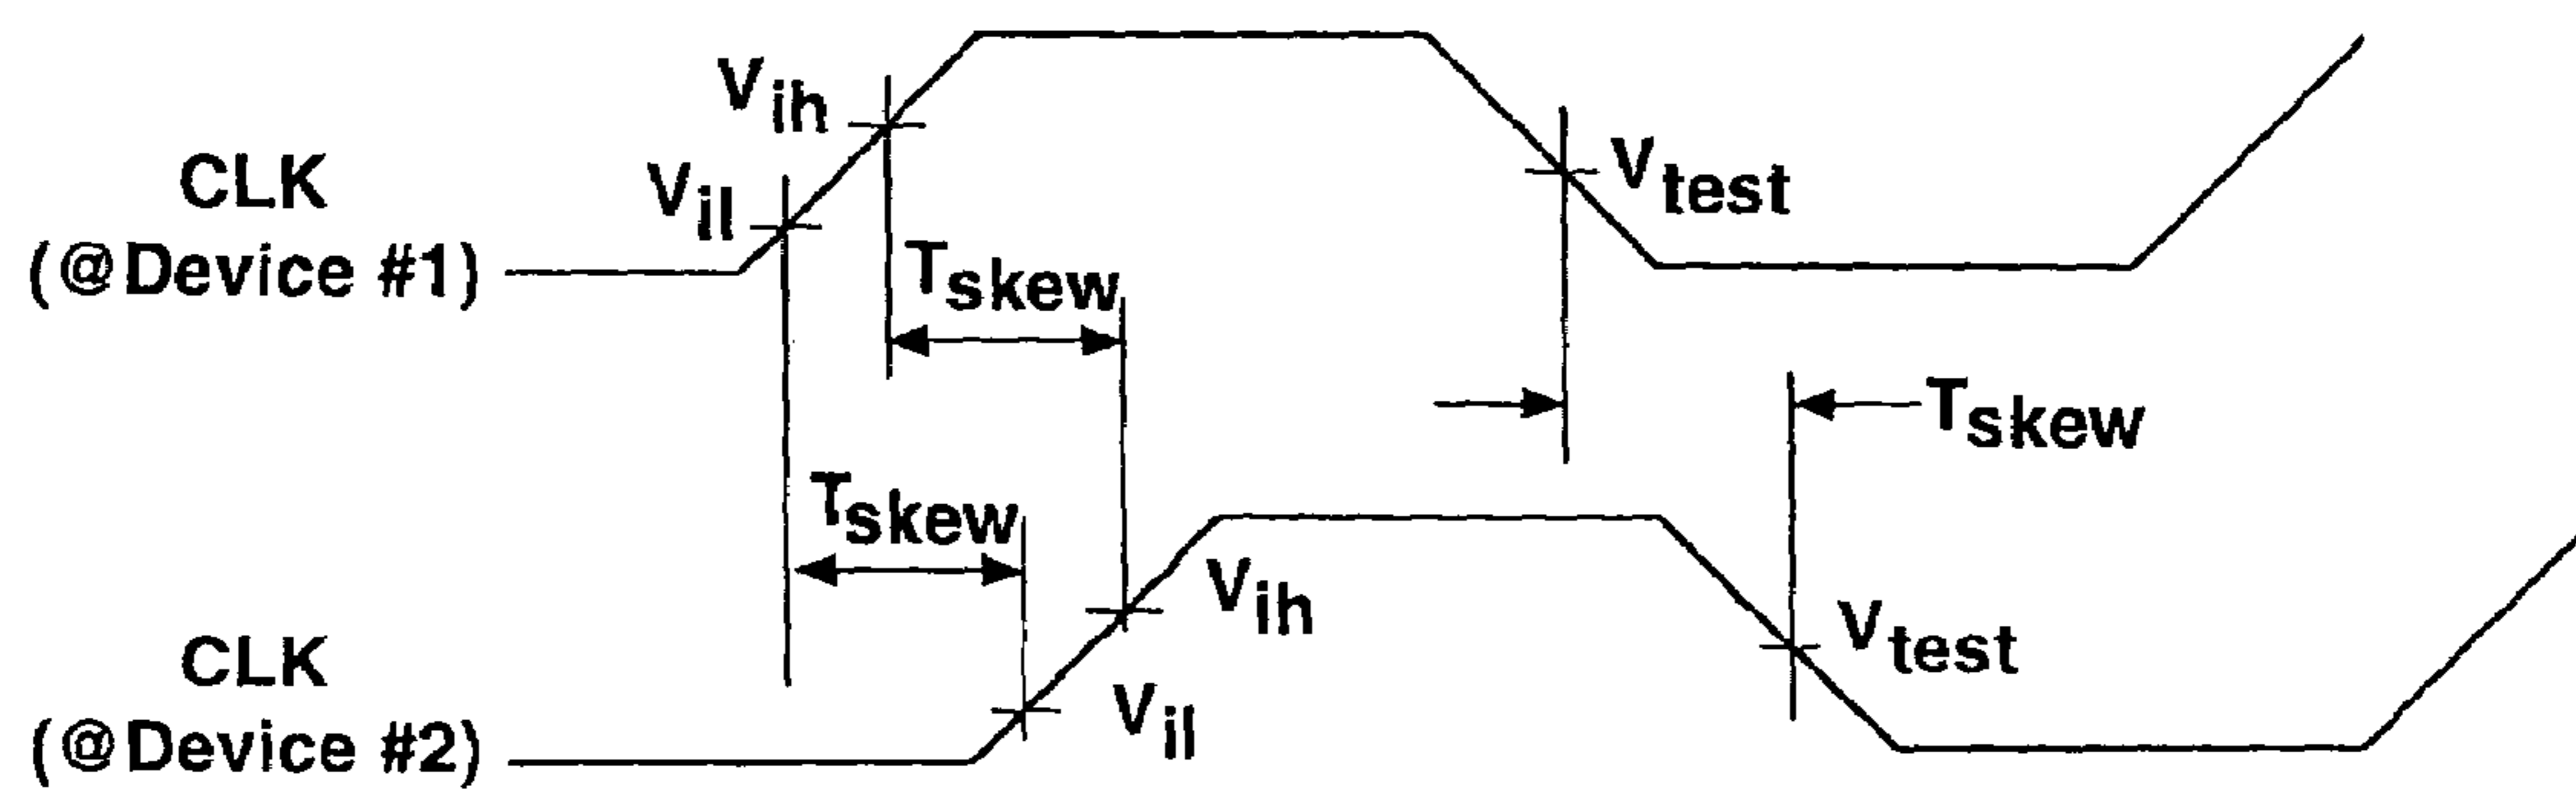 Vih
CLK
Vil
Vtest
(@Device #1)
Tskew
Tskew
Tskew
Vih
CLK
Vtest
Vil
(@Device #2)